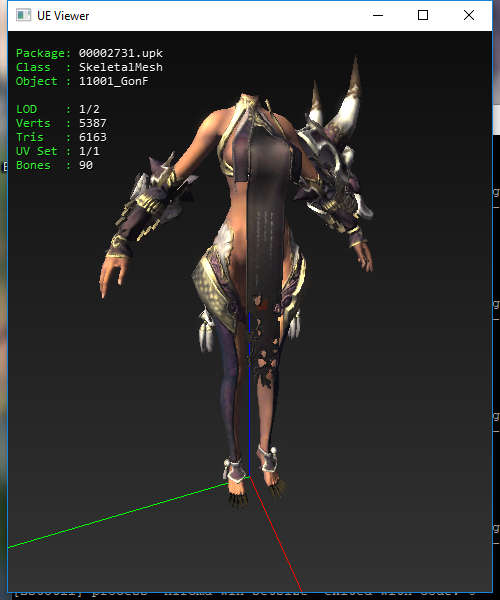 UE Viewer
Package: 00002731.upk
Class : SkeletalMesh
Object : 11001_GonF
LOD : 1/2
Verts : 5387
Tris : 6163
UV Set : 1/1
Bones : 90